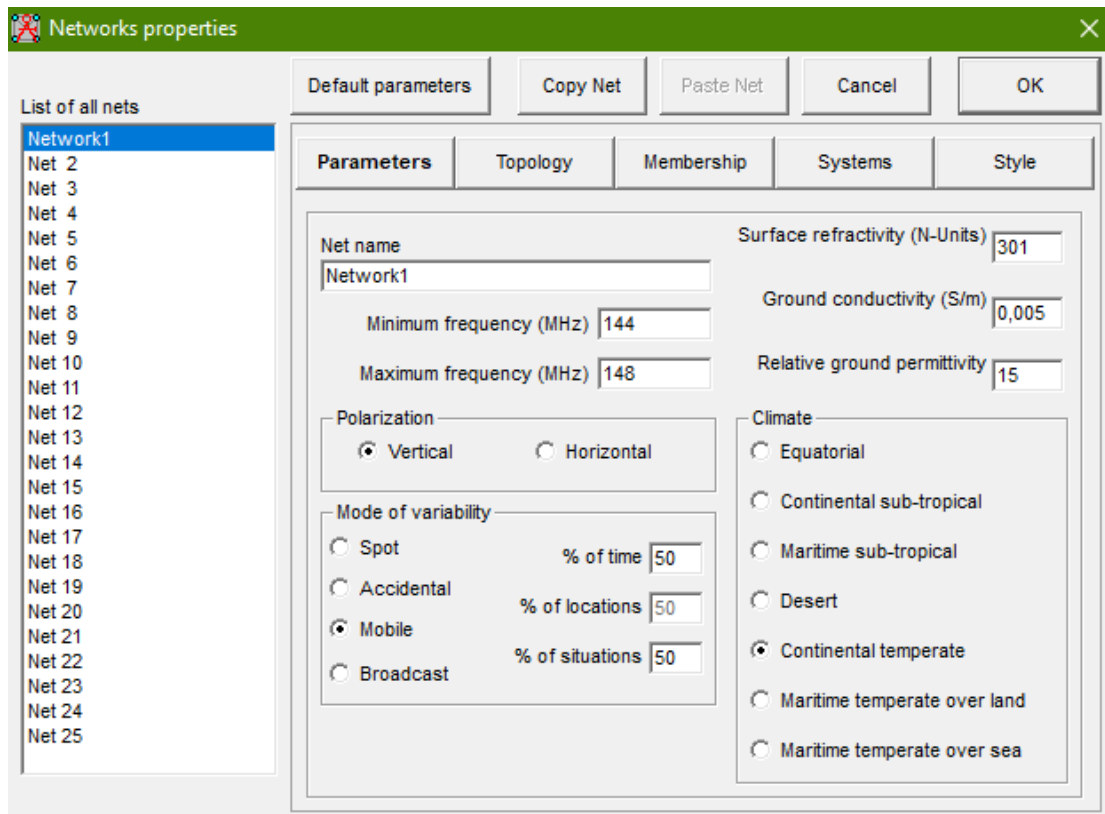 Networks properties
Default parameters
Copy Net
Paste Net
Cancel
OK
List of all nets
Network1
Net 2
Net 3
Net 4
Net 5
Net 6
Net 7
Net 8
Net 9
Net 10
Net 11
Net 12
Net 13
Net 14
Net 15
Net 16
Net 17
Net 18
Net 19
Net 20
Net 21
Net 22
Net 23
Net 24
Net 25
Parameters
Topology
Membership
Systems
Style
Net name
Network1
Minimum frequency (MHz) 144
Maximum frequency (MHz) 148
Surface refractivity (N-Units) 301
Ground conductivity (S/m) 0,005
Relative ground permittivity 15
Polarization
Vertical
Horizontal
Mode of variability
Spot
Accidental
Mobile
Broadcast
% of time 50
% of locations 50
% of situations 50
Climate
Equatorial
Continental sub-tropical
Maritime sub-tropical
Desert
Continental temperate
Maritime temperate over land
Maritime temperate over sea